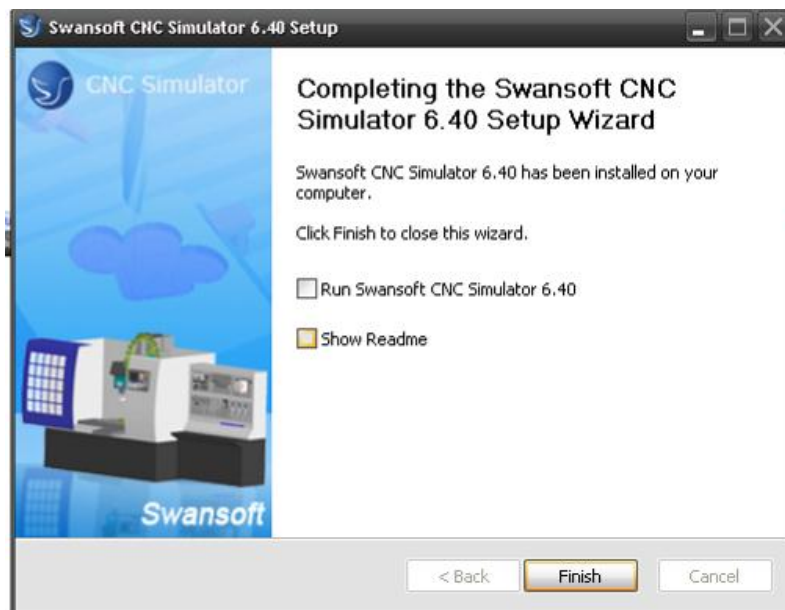 Swansoft CNC Simulator 6.40 Setup
CNC Simulator
Completing the Swansoft CNC
Simulator 6.40 Setup Wizard
Swansoft CNC Simulator 6.40 has been installed on your
computer.
Click Finish to close this wizard.
Run Swansoft CNC Simulator 6.40
Show Readme
Swansoft
< Back
Finish
Cancel